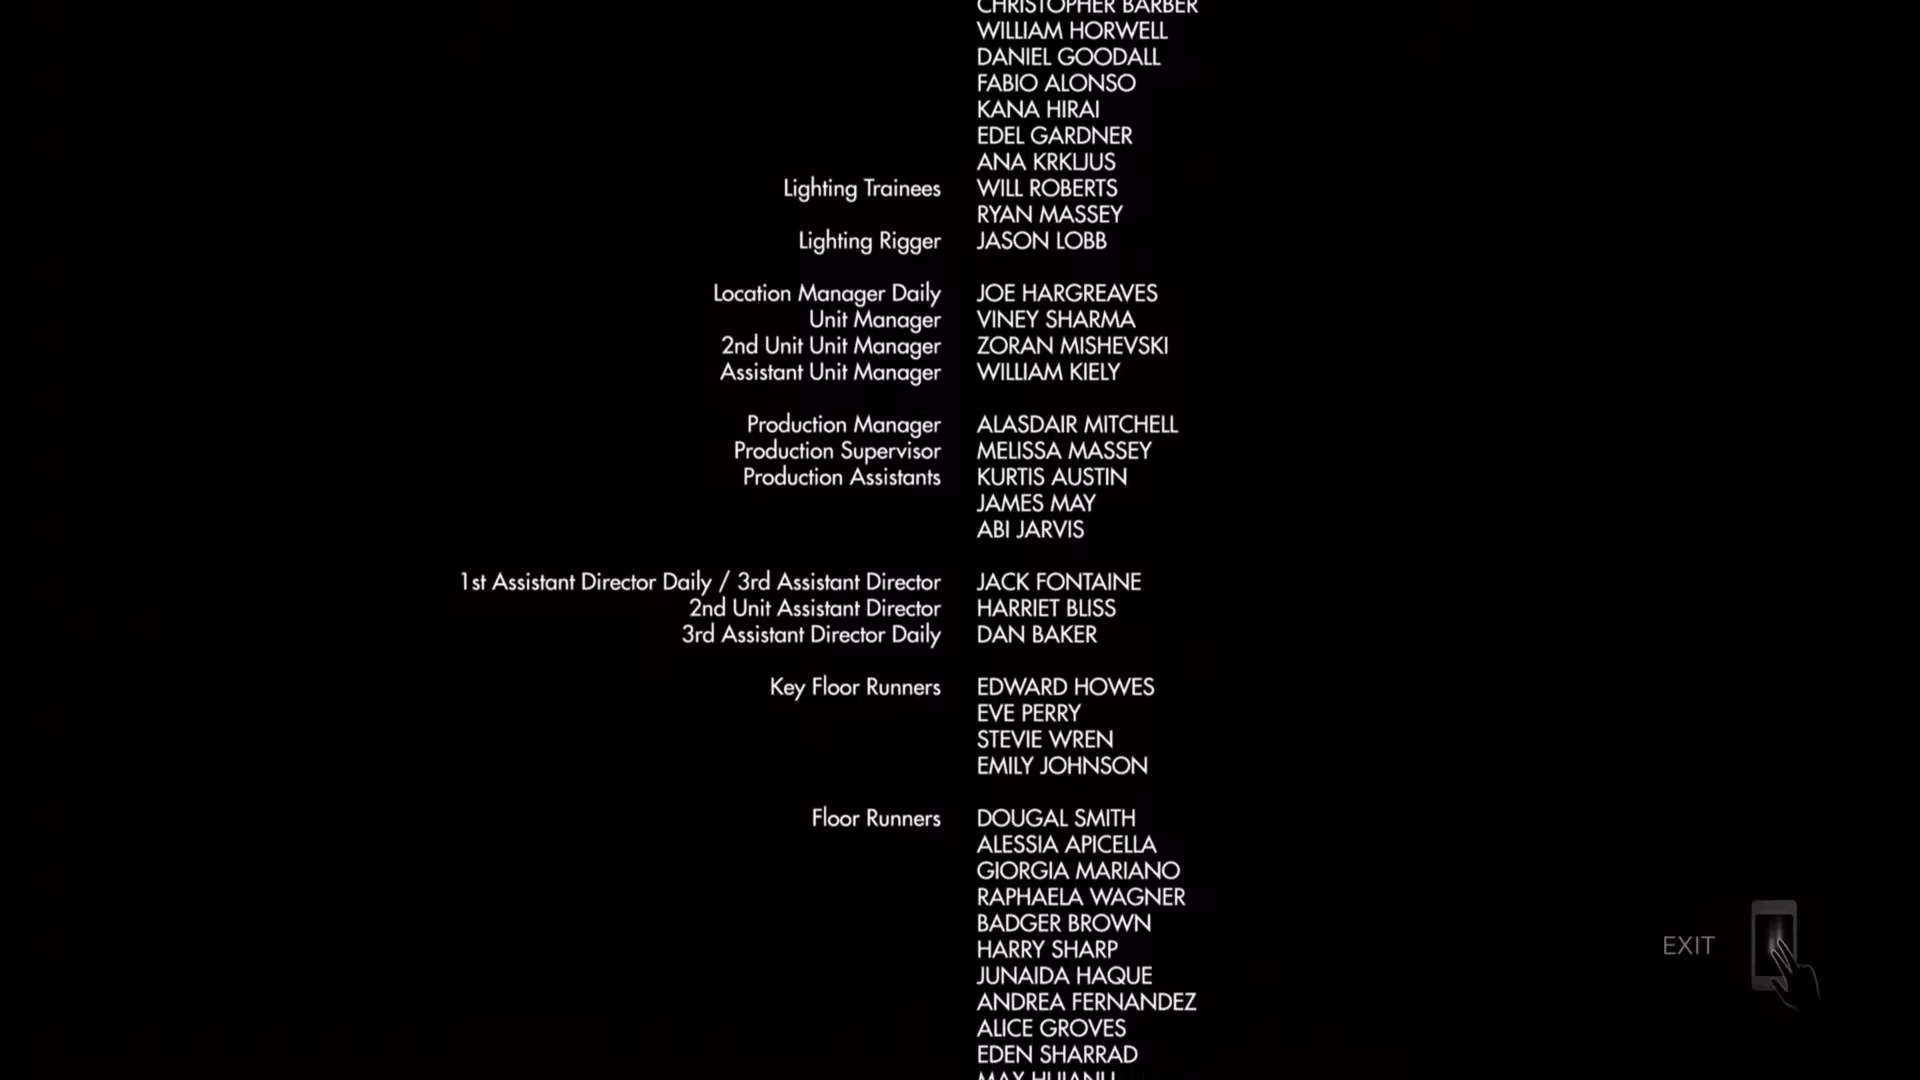 CHRISTOPHER BARBER
WILLIAM HORWELL
DANIEL GOODALL
FABIO ALONSO
KANA HIRAI
EDEL GARDNER
ANA KRKLJUS
Lighting Trainees WILL ROBERTS
RYAN MASSEY
Lighting Rigger JASON LOBB
Location Manager Daily JOE HARGREAVES
Unit Manager VINEY SHARMA
2nd Unit Unit Manager ZORAN MISHEVSKI
Assistant Unit Manager WILLIAM KIELY
Production Manager ALASDAIR MITCHELL
Production Supervisor MELISSA MASSEY
Production Assistants KURTIS AUSTIN
JAMES MAY
ABI JARVIS
1st Assistant Director Daily / 3rd Assistant Director JACK FONTAINE
2nd Unit Assistant Director HARRIET BLISS
3rd Assistant Director Daily DAN BAKER
Key Floor Runners EDWARD HOWES
EVE PERRY
STEVIE WREN
EMILY JOHNSON
Floor Runners DOUGAL SMITH
ALESSIA APICELLA
GIORGIA MARIANO
RAPHAELA WAGNER
BADGER BROWN
HARRY SHARP
EXIT
JUNAIDA HAQUE
ANDREA FERNANDEZ
ALICE GROVES
EDEN SHARRAD
MAX